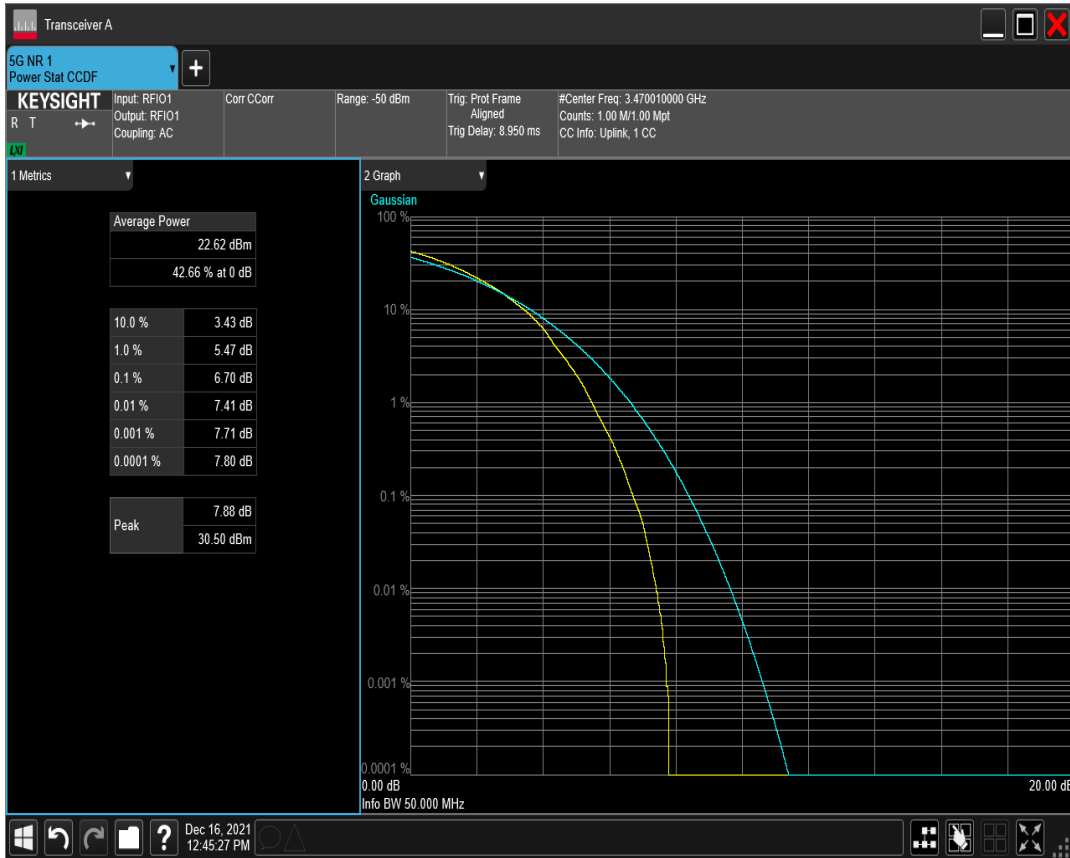 Transceiver A
5G NR 1
Power Stat CCDF
+
KEYSIGHT
R T
LXI
Input: RFIO1
Output: RFIO1
Coupling: AC
Corr CCorr
Range: -50 dBm
Trig: Prot Frame
Aligned
Trig Delay: 8.950 ms
#Center Freq: 3.470010000 GHz
Counts: 1.00 M/1.00 Mpt
CC Info: Uplink, 1 CC
1 Metrics
Average Power
22.62 dBm
42.66 % at 0 dB
10.0 % 3.43 dB
1.0 % 5.47 dB
0.1 % 6.70 dB
0.01 % 7.41 dB
0.001 % 7.71 dB
0.0001 % 7.80 dB
Peak 7.88 dB
30.50 dBm
2 Graph
Gaussian
100 %
10 %
1 %
0.1 %
0.01 %
0.001 %
0.0001 %
0.00 dB 20.00 dB
Info BW 50.000 MHz
?
Dec 16, 2021
12:45:27 PM